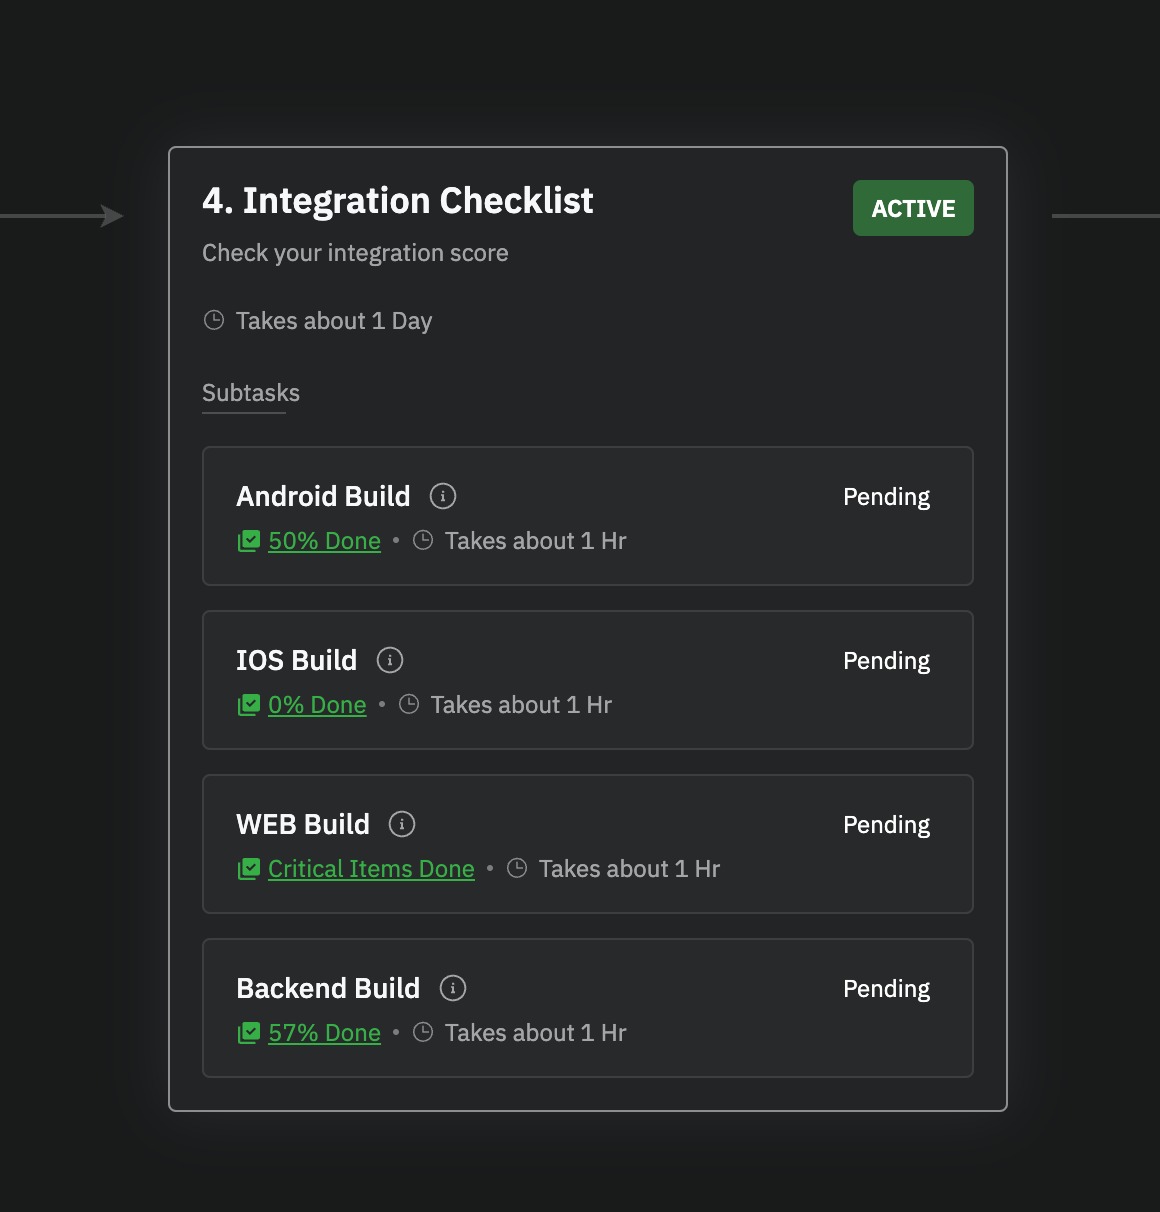 4. Integration Checklist
ACTIVE
Check your integration score
Takes about 1 Day
Subtasks
Android Build
Pending
50% Done • Takes about 1 Hr
IOS Build
Pending
0% Done • Takes about 1 Hr
WEB Build
Pending
Critical Items Done • Takes about 1 Hr
Backend Build
Pending
57% Done • Takes about 1 Hr